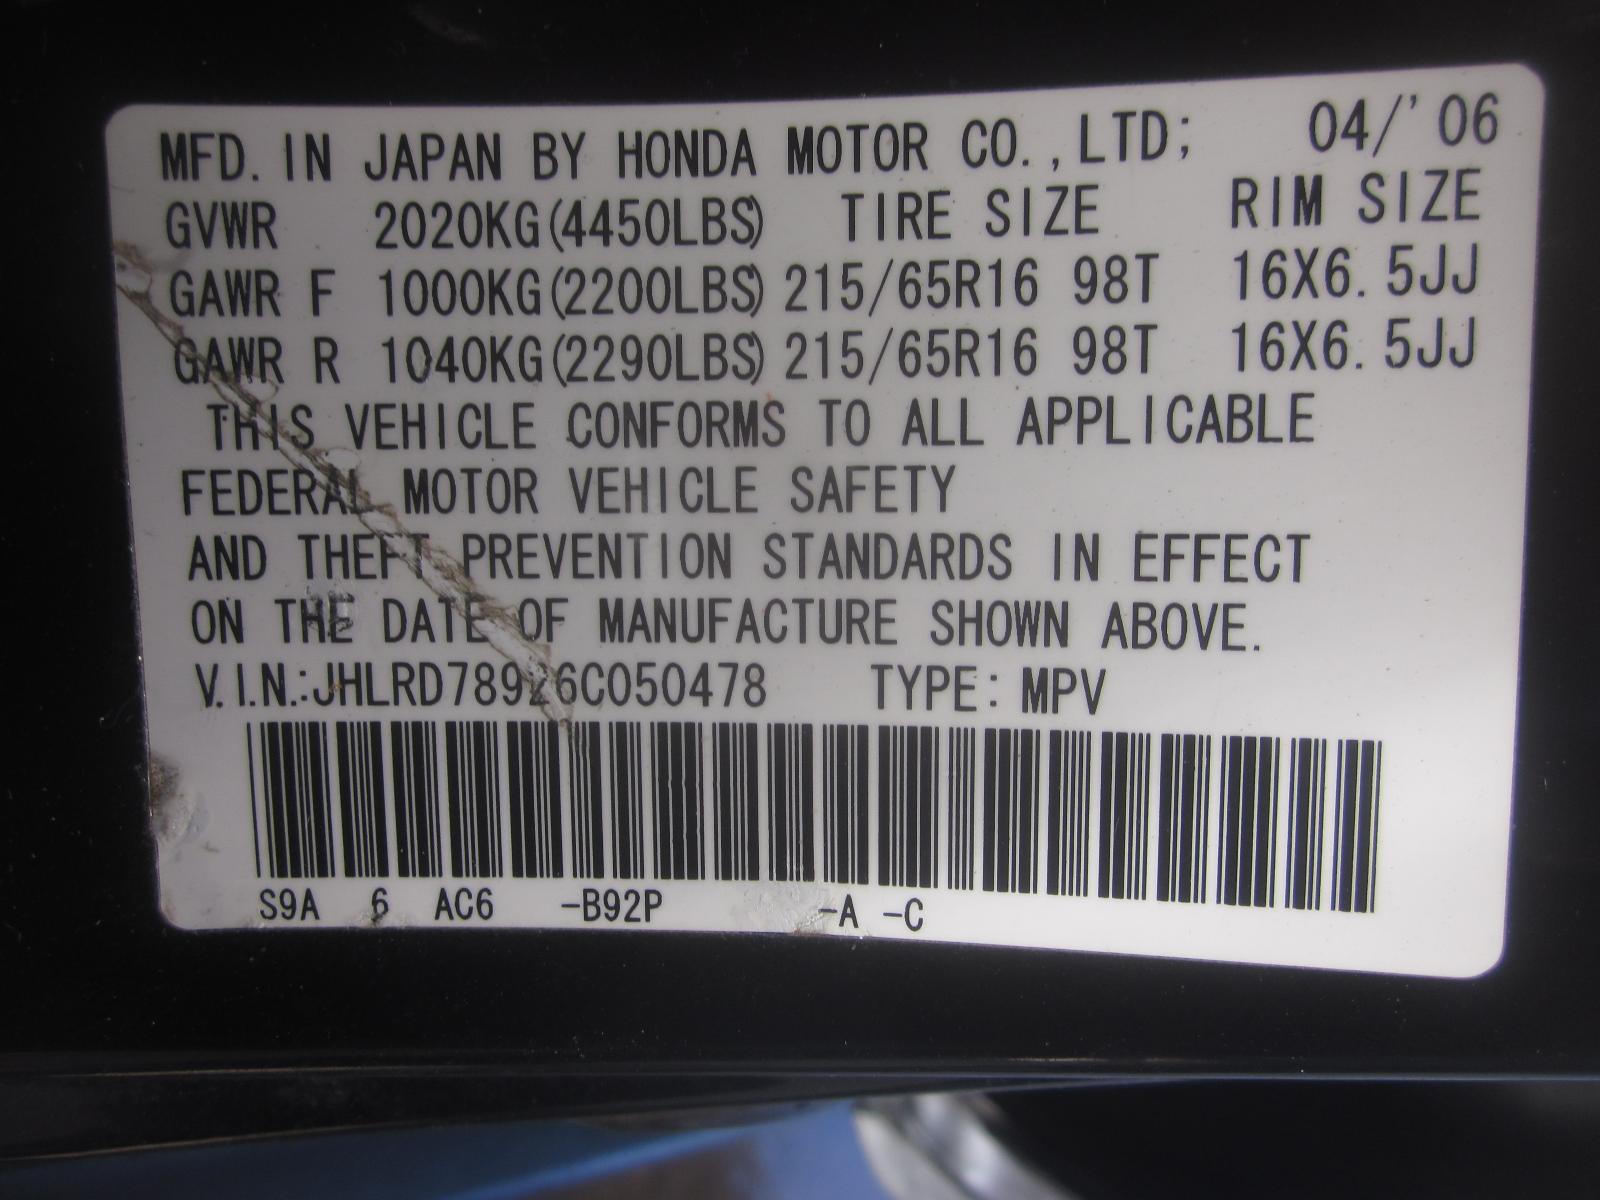 MFD. IN JAPAN BY HONDA MOTOR CO.,LTD; 04/'06
GVWR 2020KG(4450LBS) TIRE SIZE RIM SIZE
GAWR F 1000KG(2200LBS) 215/65R16 98T 16X6.5JJ
GAWR R 1040KG(2290LBS) 215/65R16 98T 16X6.5JJ
THIS VEHICLE CONFORMS TO ALL APPLICABLE
FEDERAL MOTOR VEHICLE SAFETY
AND THEFT PREVENTION STANDARDS IN EFFECT
ON THE DATE OF MANUFACTURE SHOWN ABOVE.
V.I.N.:JHLRD78926C050478 TYPE: MPV
S9A 6 AC6 -B92P -A -C